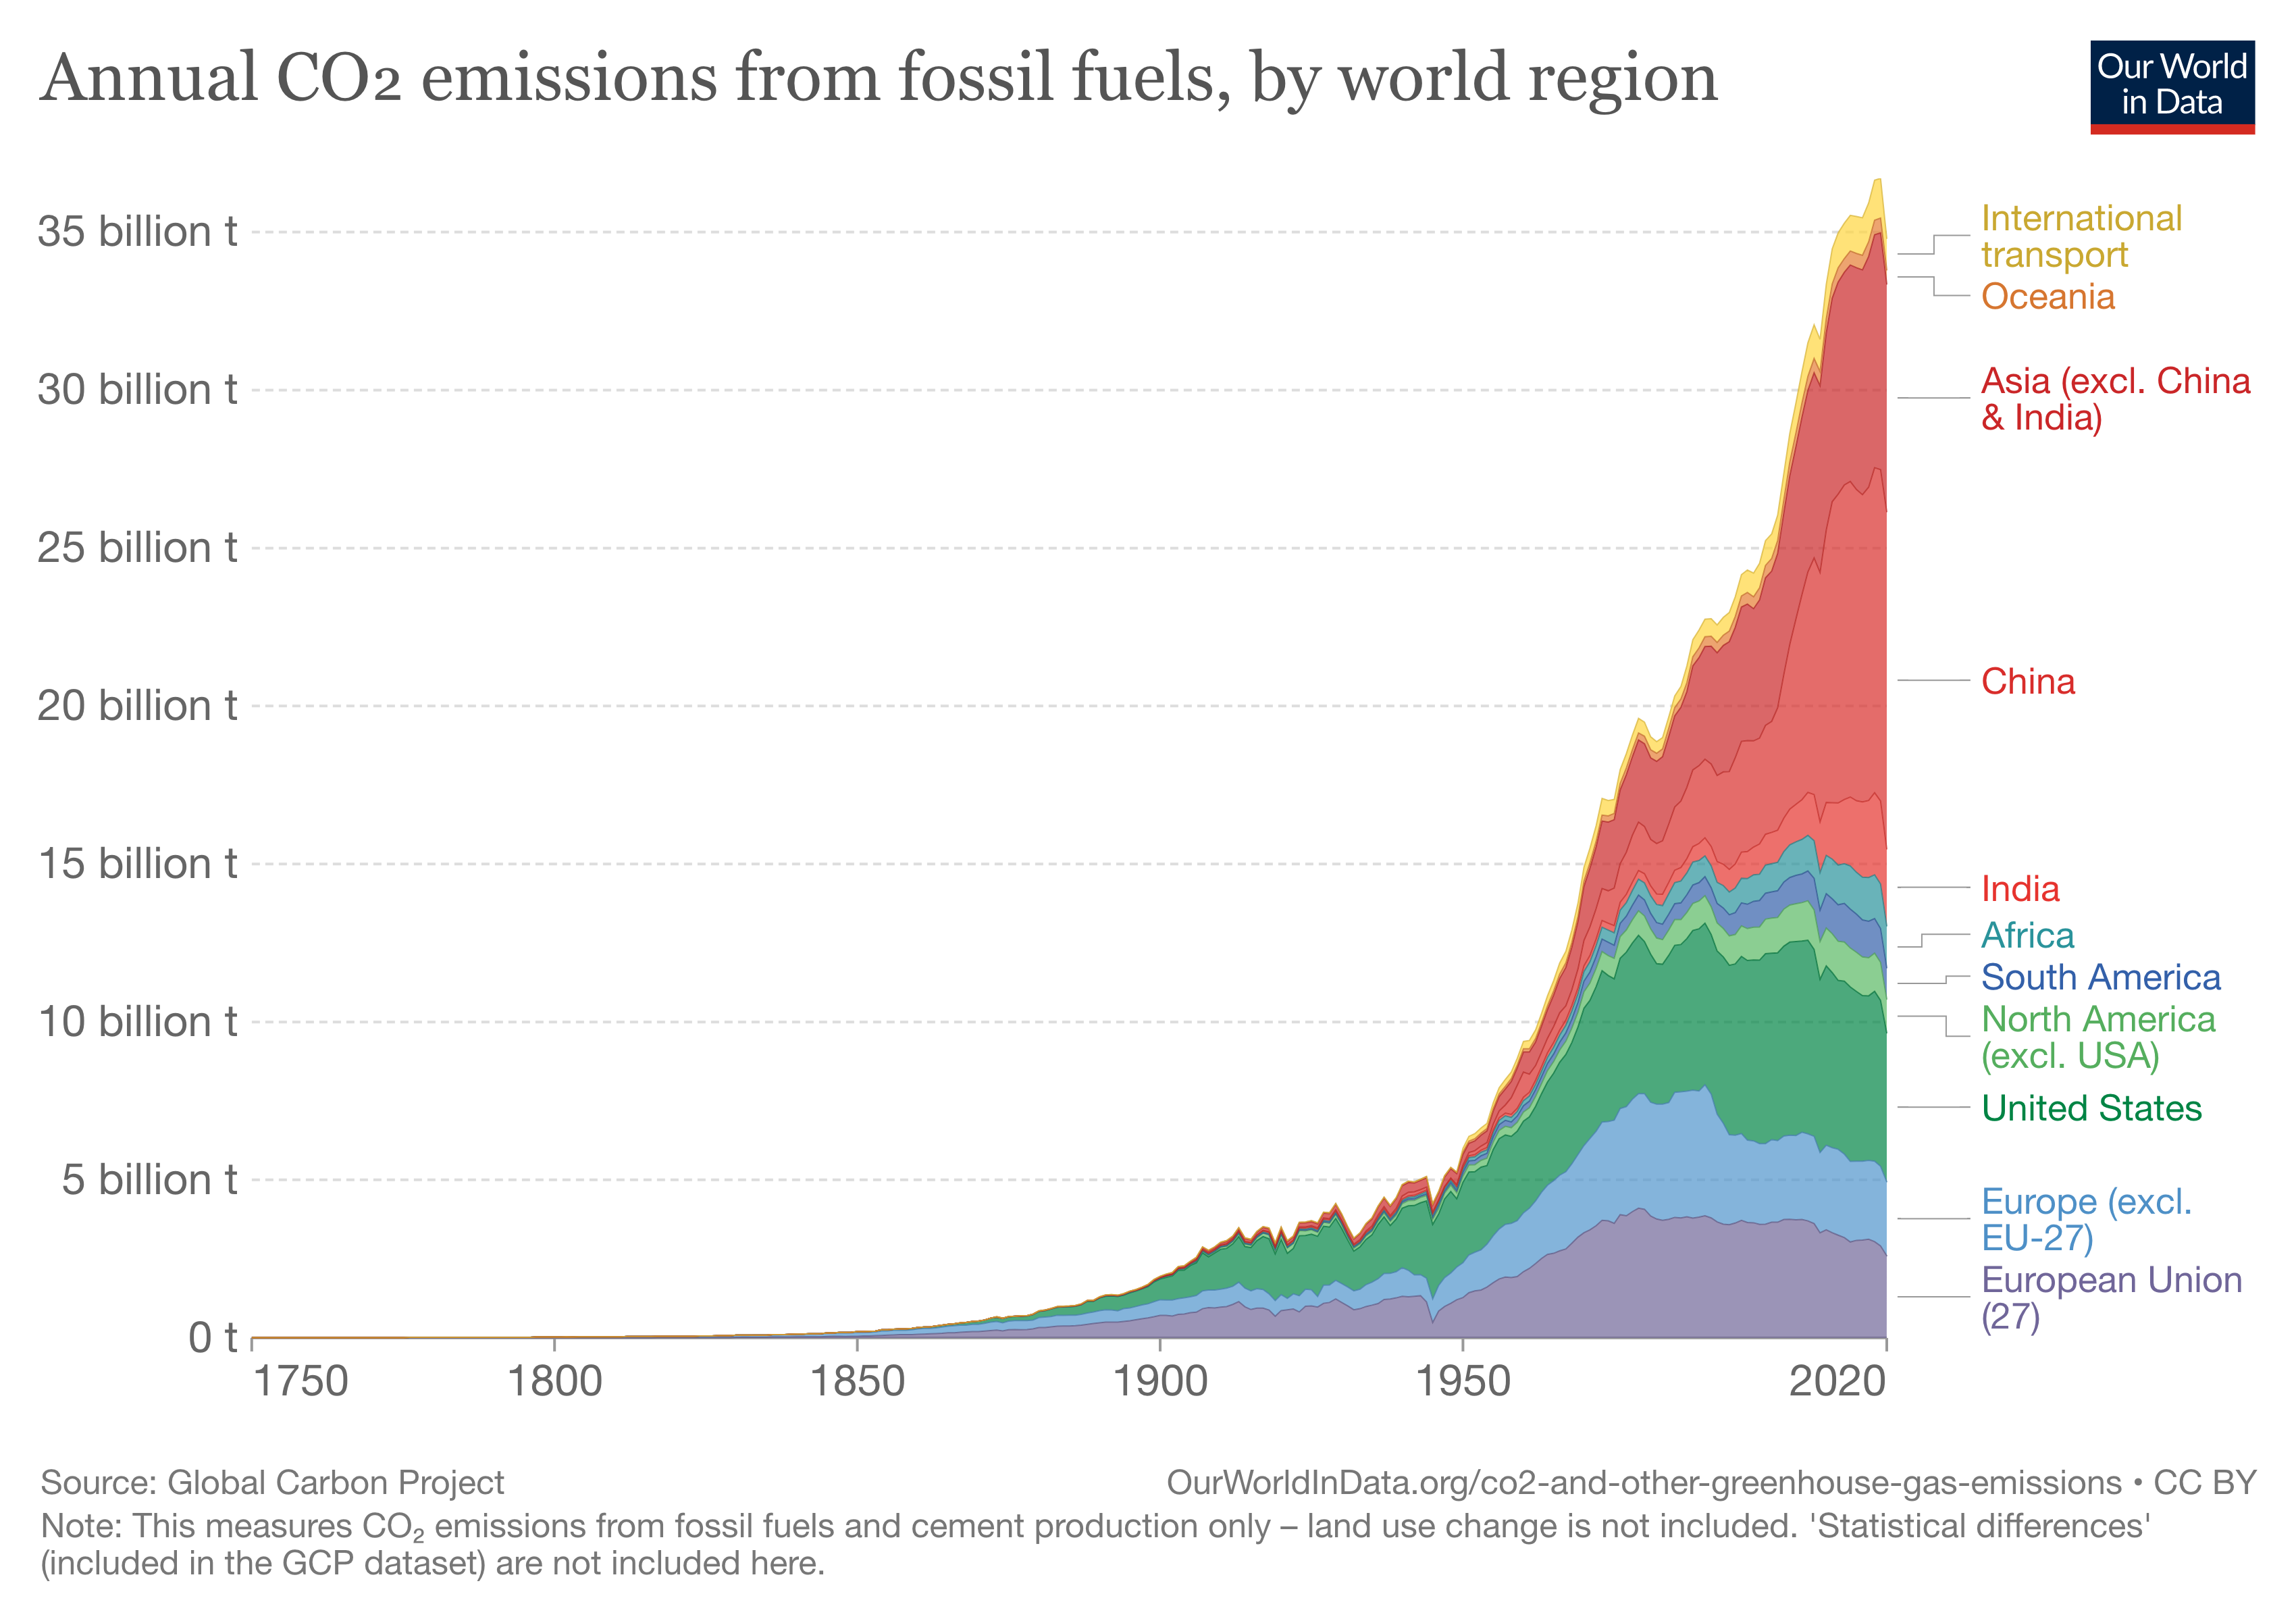 Annual CO2 emissions from fossil fuels, by world region
Our World
in Data
35 billion t
30 billion t
25 billion t
20 billion t
15 billion t
10 billion t
5 billion t
0 t
1750
1800
1850
1900
1950
2020
International
transport
Oceania
Asia (excl. China
& India)
China
India
Africa
South America
North America
(excl. USA)
United States
Europe (excl.
EU-27)
European Union
(27)
Source: Global Carbon Project
OurWorldInData.org/co2-and-other-greenhouse-gas-emissions • CC BY
Note: This measures CO₂ emissions from fossil fuels and cement production only – land use change is not included. 'Statistical differences'
(included in the GCP dataset) are not included here.